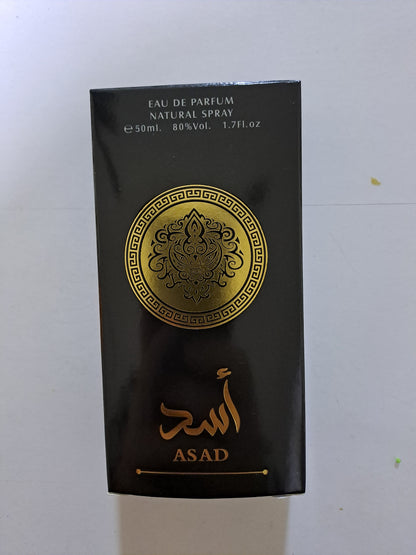 EAU DE PARFUM
NATURAL SPRAY
℮50ml. 80%Vol. 1.7Fl.oz
أسد
ASAD